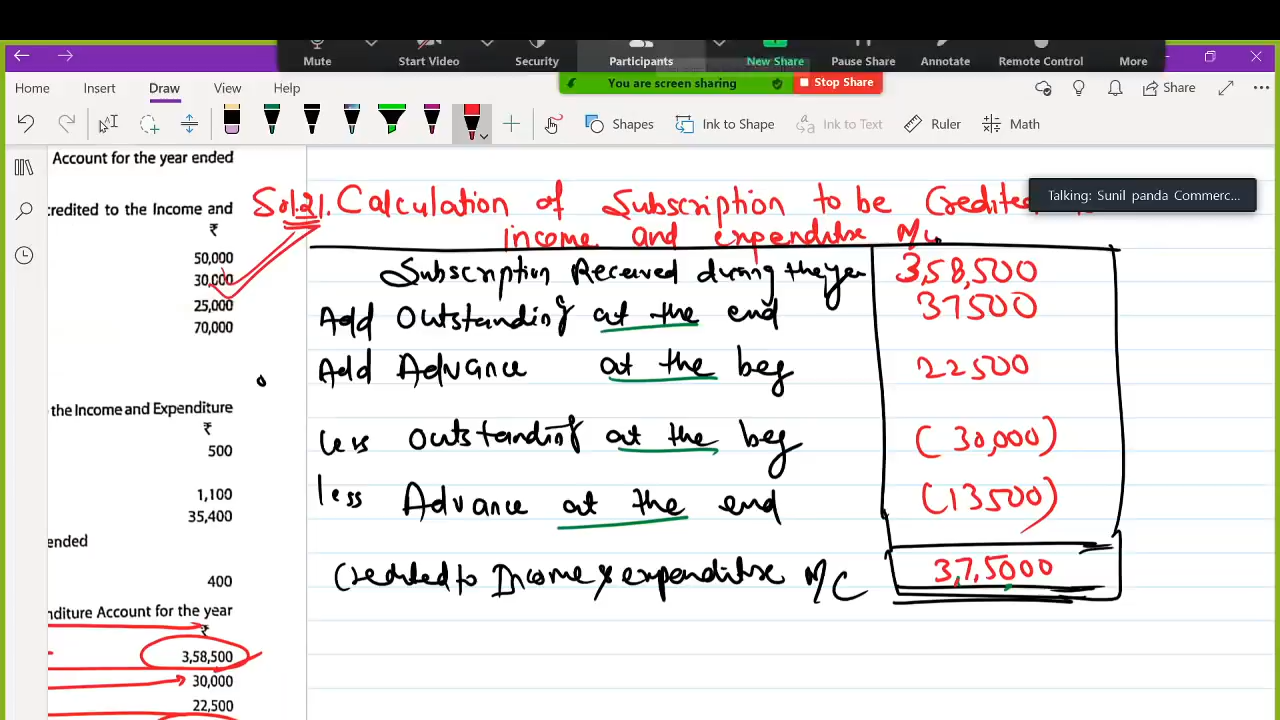 Mute
Start Video
Security
Participants
New Share
Pause Share
Annotate
Remote Control
More
You are screen sharing
Stop Share
Home Insert Draw View Help
Share
Shapes
Ink to Shape
Ink to Text
Ruler
Math
Talking: Sunil panda Commerc...
Account for the year ended
credited to the Income and
₹
50,000
30,000
25,000
70,000
the Income and Expenditure
₹
500
1,100
35,400
ended
400
nditure Account for the year
₹
3,58,500
30,000
22,500
Sol.21. Calculation of Subscription to be Credited
income and expenditure A/c
Subscription Received during the year 3,58,500
Add Outstanding at the end 37500
Add Advance at the beg 22500
less Outstanding at the beg (30,000)
less Advance at the end (13500)
Credited to Income & expenditure A/C 37,5000